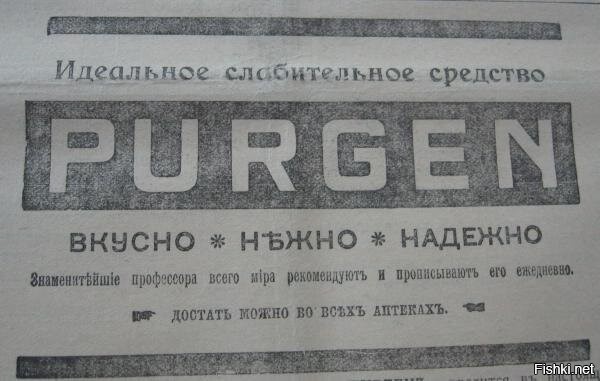 Идеальное слабительное средство
PURGEN
ВКУСНО * НѢЖНО * НАДЕЖНО
Знаменитѣйшіе профессора всего міра рекомендуютъ и прописываютъ его ежедневно.
ДОСТАТЬ МОЖНО ВО ВСѢХЪ АПТЕКАХЪ.
Fishki.net